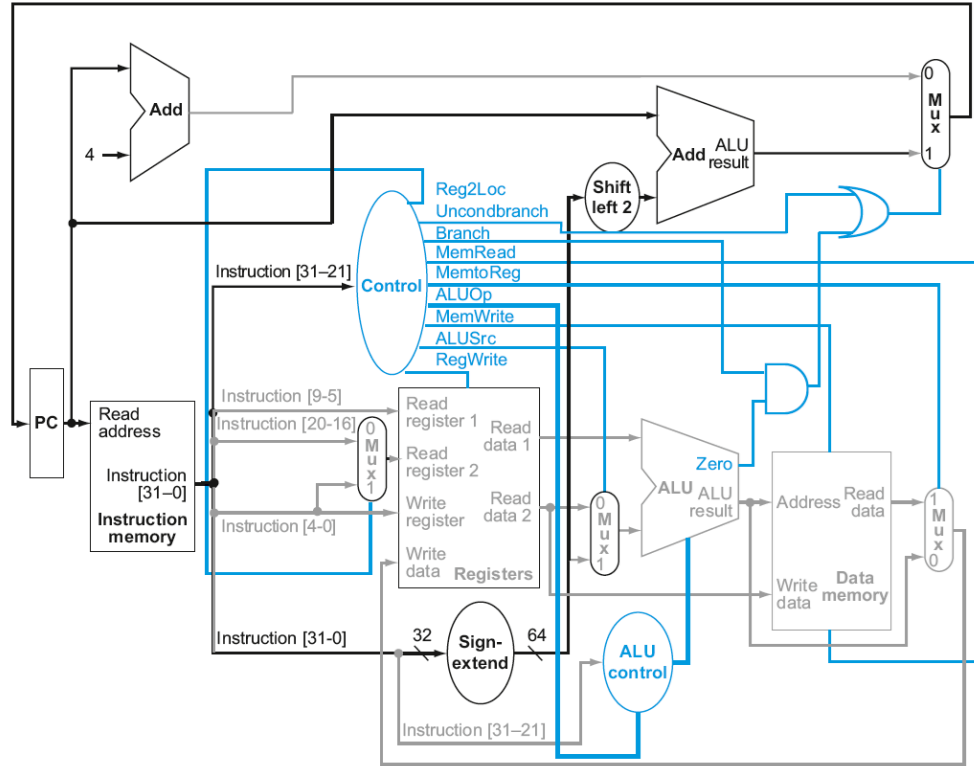 0
M
u
x
1
Add
4
Add
ALU
result
Shift
left 2
Reg2Loc
Uncondbranch
Branch
MemRead
MemtoReg
ALUOp
MemWrite
ALUSrc
RegWrite
Instruction [31–21]
Control
PC
Read
address
Instruction
[31–0]
Instruction
memory
Instruction [9-5]
Instruction [20-16]
Instruction [4-0]
0
M
u
x
1
Read
register 1
Read
register 2
Write
register
Write
data
Read
data 1
Read
data 2
Registers
0
M
u
x
1
Zero
ALU
ALU
result
Address
Read
data
Write
data
Data
memory
1
M
u
x
0
Instruction [31-0]
32
Sign-
extend
64
ALU
control
Instruction [31–21]